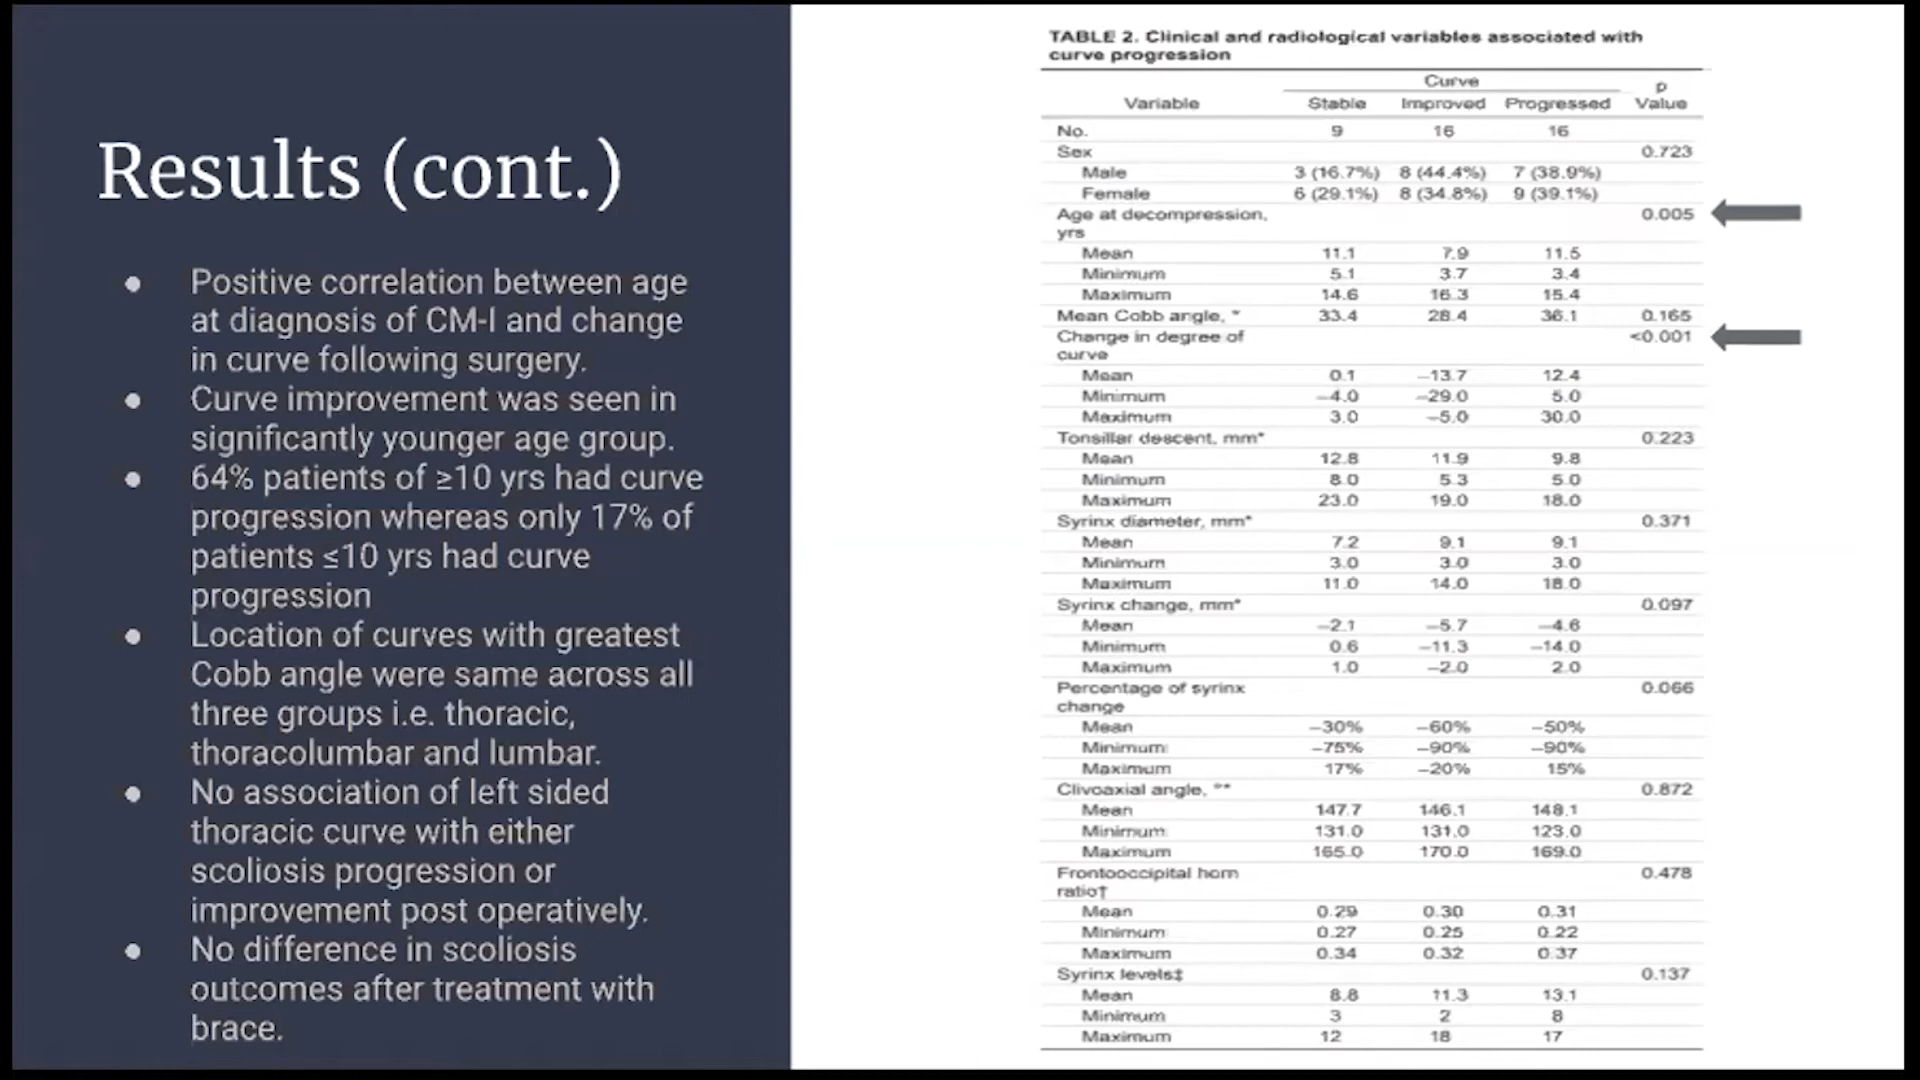 Results (cont.)
● Positive correlation between age
at diagnosis of CM-I and change
in curve following surgery.
● Curve improvement was seen in
significantly younger age group.
● 64% patients of ≥10 yrs had curve
progression whereas only 17% of
patients ≤10 yrs had curve
progression
● Location of curves with greatest
Cobb angle were same across all
three groups i.e. thoracic,
thoracolumbar and lumbar.
● No association of left sided
thoracic curve with either
scoliosis progression or
improvement post operatively.
● No difference in scoliosis
outcomes after treatment with
brace.
TABLE 2. Clinical and radiological variables associated with
curve progression
Curve
Variable Stable Improved Progressed p Value
No. 9 16 16
Sex 0.723
Male 3 (16.7%) 8 (44.4%) 7 (38.9%)
Female 6 (29.1%) 8 (34.8%) 9 (39.1%)
Age at decompression, 0.005
yrs
Mean 11.1 7.9 11.5
Minimum 5.1 3.7 3.4
Maximum 14.6 16.3 15.4
Mean Cobb angle, ° 33.4 28.4 36.1 0.165
Change in degree of <0.001
curve
Mean 0.1 –13.7 12.4
Minimum –4.0 –29.0 5.0
Maximum 3.0 –5.0 30.0
Tonsillar descent, mm* 0.223
Mean 12.8 11.9 9.8
Minimum 8.0 5.3 5.0
Maximum 23.0 19.0 18.0
Syrinx diameter, mm* 0.371
Mean 7.2 9.1 9.1
Minimum 3.0 3.0 3.0
Maximum 11.0 14.0 18.0
Syrinx change, mm* 0.097
Mean –2.1 –5.7 –4.6
Minimum 0.6 –11.3 –14.0
Maximum 1.0 –2.0 2.0
Percentage of syrinx 0.066
change
Mean –30% –60% –50%
Minimum –75% –90% –90%
Maximum 17% –20% 15%
Clivoaxial angle, °* 0.872
Mean 147.7 146.1 148.1
Minimum 131.0 131.0 123.0
Maximum 165.0 170.0 169.0
Frontooccipital horn 0.478
ratio†
Mean 0.29 0.30 0.31
Minimum 0.27 0.25 0.22
Maximum 0.34 0.32 0.37
Syrinx levels‡ 0.137
Mean 8.8 11.3 13.1
Minimum 3 2 8
Maximum 12 18 17